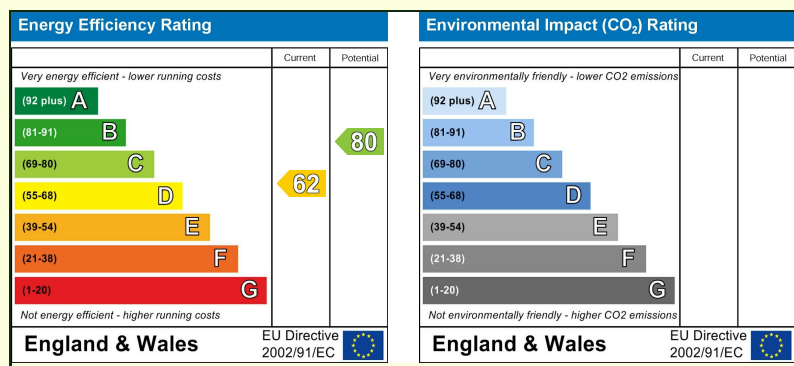 Energy Efficiency Rating
Current Potential
Very energy efficient - lower running costs
(92 plus) A
(81-91) B
80
(69-80) C
62
(55-68) D
(39-54) E
(21-38) F
(1-20) G
Not energy efficient - higher running costs
England & Wales
EU Directive
2002/91/EC
Environmental Impact (CO₂) Rating
Current Potential
Very environmentally friendly - lower CO2 emissions
(92 plus) A
(81-91) B
(69-80) C
(55-68) D
(39-54) E
(21-38) F
(1-20) G
Not environmentally friendly - higher CO2 emissions
England & Wales
EU Directive
2002/91/EC